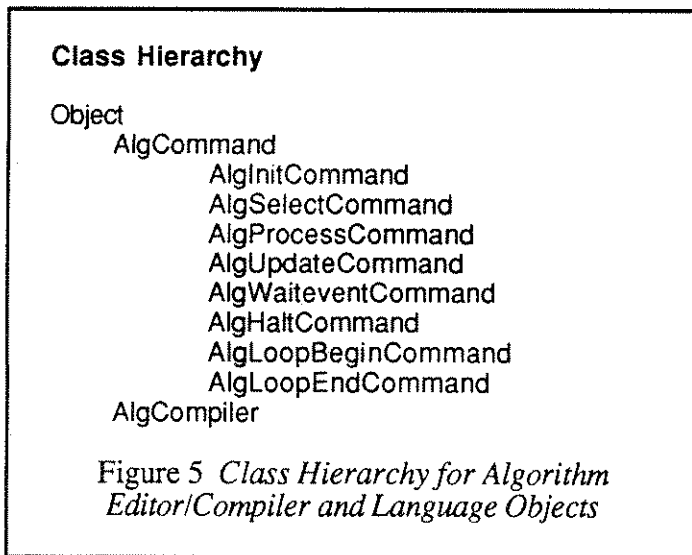 Class Hierarchy
Object
AlgCommand
AlgInitCommand
AlgSelectCommand
AlgProcessCommand
AlgUpdateCommand
AlgWaiteventCommand
AlgHaltCommand
AlgLoopBeginCommand
AlgLoopEndCommand
AlgCompiler
Figure 5 Class Hierarchy for Algorithm
Editor/Compiler and Language Objects